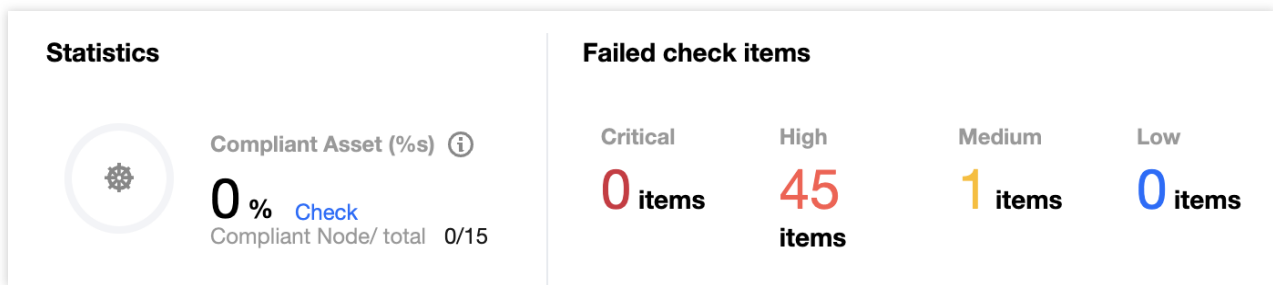 Statistics
Compliant Asset (%s)
0 % Check
Compliant Node/ total 0/15
Failed check items
Critical
0 items
High
45
items
Medium
1 items
Low
0 items